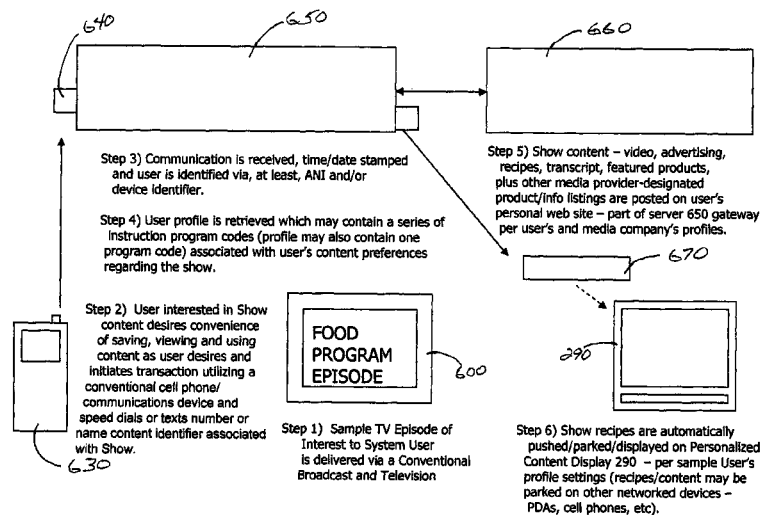 640
650
660
Step 3) Communication is received, time/date stamped
and user is identified via, at least, ANI and/or
device identifier.
Step 4) User profile is retrieved which may contain a series of
instruction program codes (profile may also contain one
program code) associated with user's content preferences
regarding the show.
Step 5) Show content – video, advertising,
recipes, transcript, featured products,
plus other media provider-designated
product/info listings are posted on user's
personal web site – part of server 650 gateway
per user's and media company's profiles.
670
Step 2) User interested in Show
content desires convenience
of saving, viewing and using
content as user desires and
initiates transaction utilizing a
conventional cell phone/
communications device and
speed dials or texts number or
name content identifier associated
with Show.
630
FOOD
PROGRAM
EPISODE
600
290
Step 1) Sample TV Episode of
Interest to System User
is delivered via a Conventional
Broadcast and Television
Step 6) Show recipes are automatically
pushed/parked/displayed on Personalized
Content Display 290 – per sample User's
profile settings (recipes/content may be
parked on other networked devices –
PDAs, cell phones, etc).